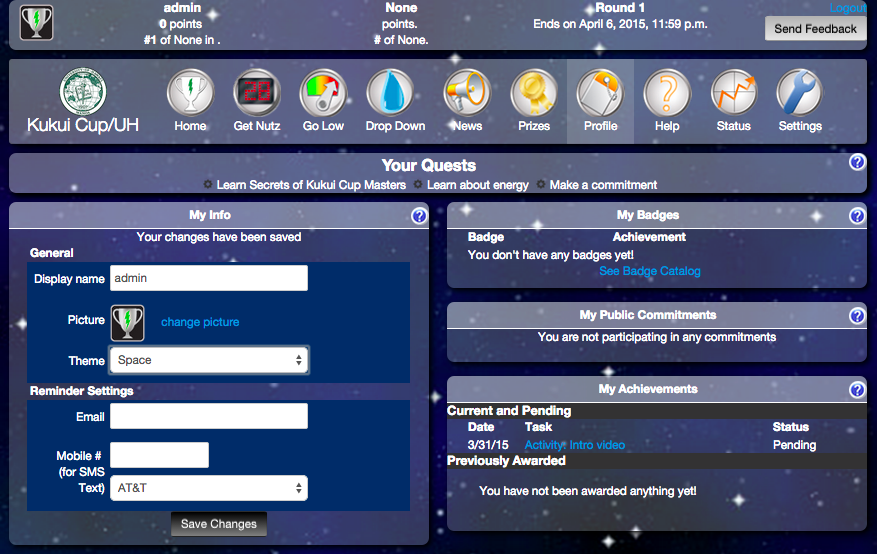 admin
0 points
#1 of None in .
None
points.
# of None.
Round 1
Ends on April 6, 2015, 11:59 p.m.
Logout
Send Feedback
Kukui Cup/UH
28
Home
Get Nutz
Go Low
Drop Down
News
Prizes
Profile
Help
Status
Settings
Your Quests
Learn Secrets of Kukui Cup Masters
Learn about energy
Make a commitment
My Info
Your changes have been saved
General
Display name admin
Picture change picture
Theme Space
Reminder Settings
Email
Mobile #
(for SMS
Text) AT&T
Save Changes
My Badges
Badge Achievement
You don't have any badges yet!
See Badge Catalog
My Public Commitments
You are not participating in any commitments
My Achievements
Current and Pending
Date Task Status
3/31/15 Activity: Intro video Pending
Previously Awarded
You have not been awarded anything yet!